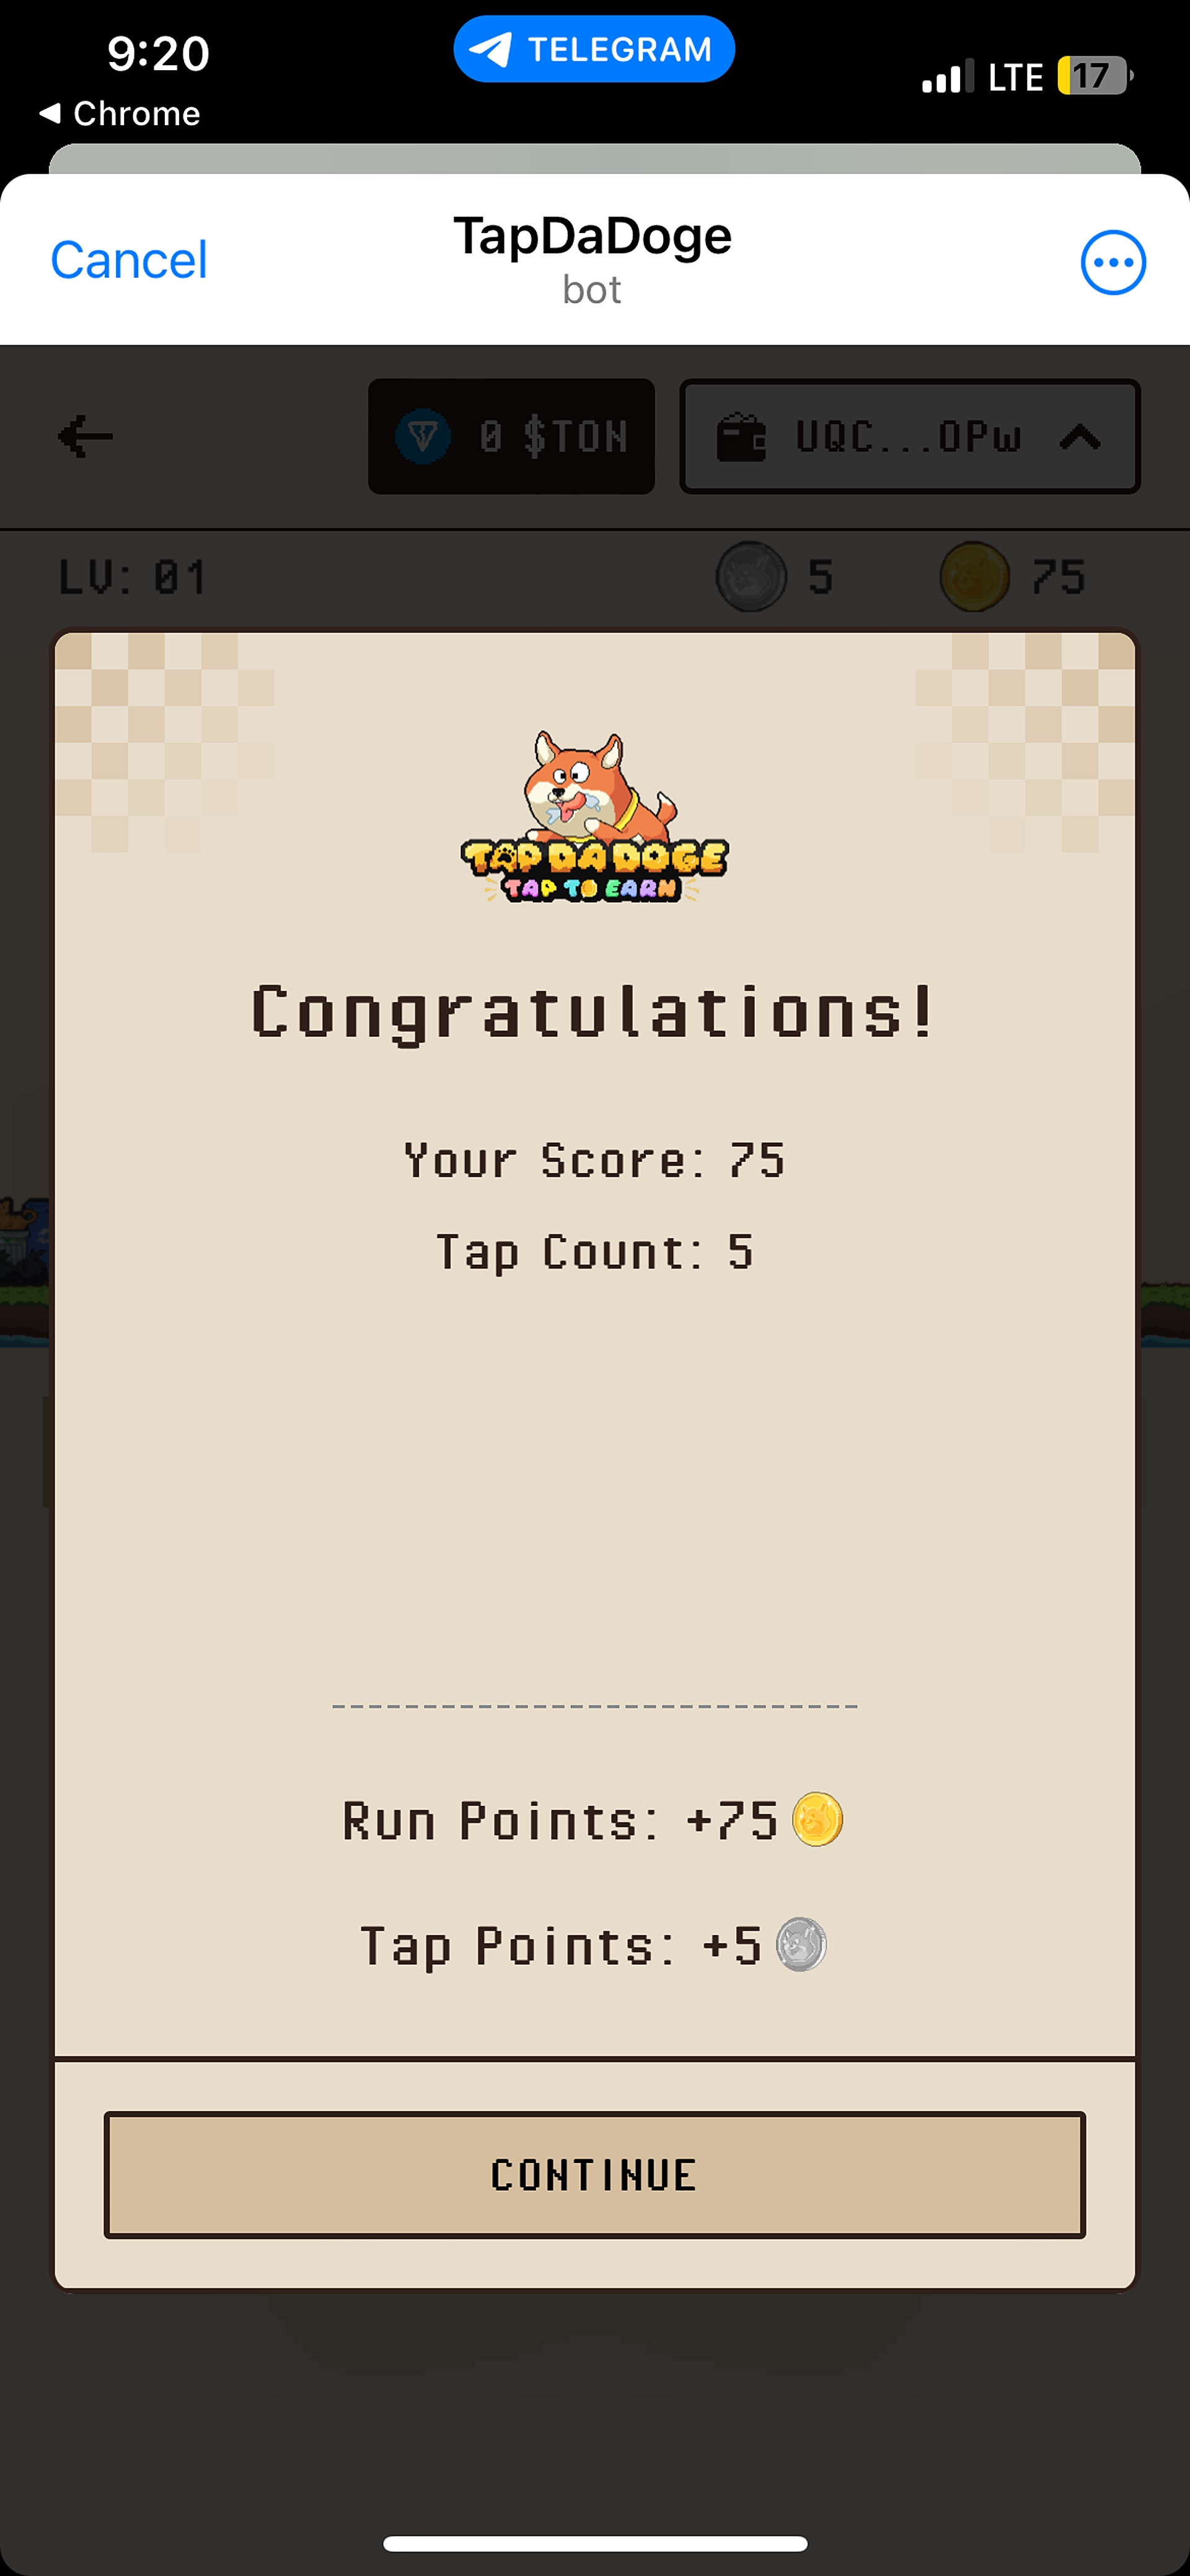 9:20
TELEGRAM
LTE 17
Chrome
Cancel
TapDaDoge
bot
0 $TON
UQC...OPw
LV: 01
5
75
TAP DA DOGE
TAP TO EARN
Congratulations!
Your Score: 75
Tap Count: 5
Run Points: +75
Tap Points: +5
CONTINUE